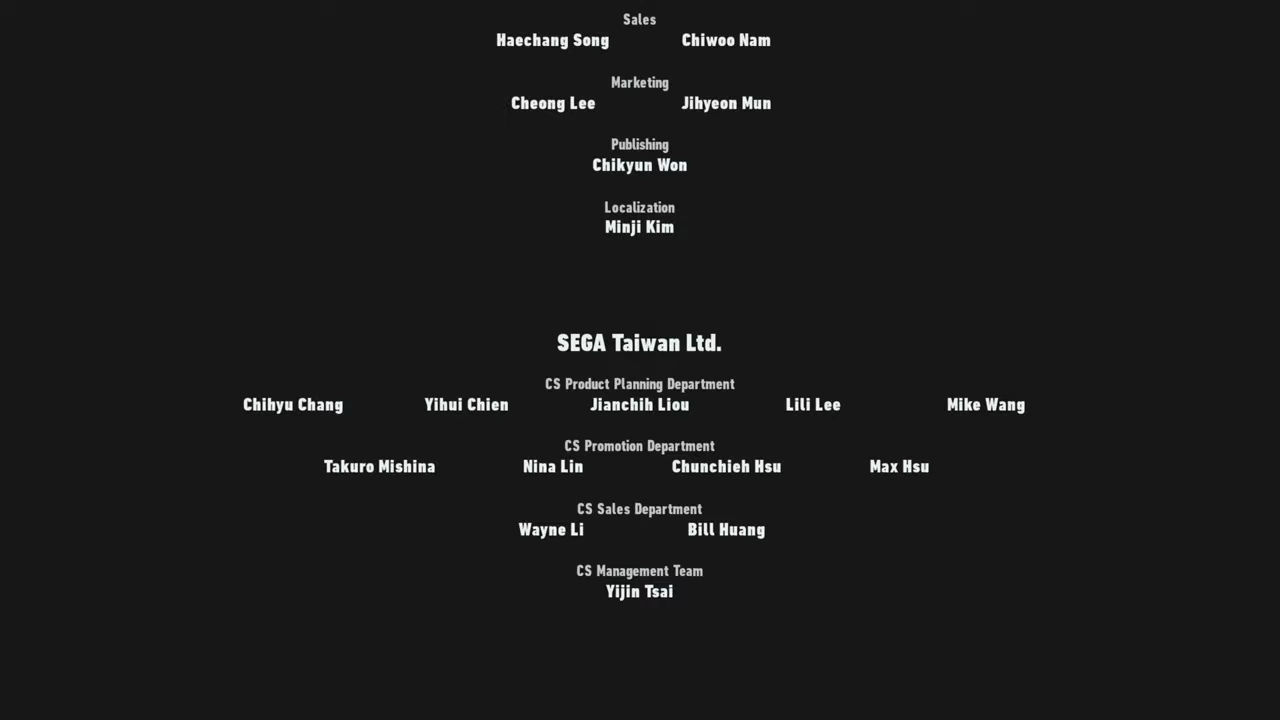 Sales
Haechang Song Chiwoo Nam
Marketing
Cheong Lee Jihyeon Mun
Publishing
Chikyun Won
Localization
Minji Kim
SEGA Taiwan Ltd.
CS Product Planning Department
Chihyu Chang Yihui Chien Jianchih Liou Lili Lee Mike Wang
CS Promotion Department
Takuro Mishina Nina Lin Chunchieh Hsu Max Hsu
CS Sales Department
Wayne Li Bill Huang
CS Management Team
Yijin Tsai